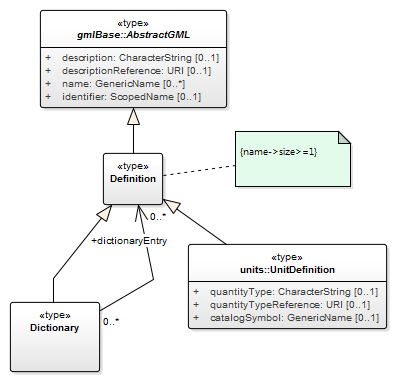 «type»
gmlBase::AbstractGML
+ description: CharacterString [0..1]
+ descriptionReference: URI [0..1]
+ name: GenericName [0..*]
+ identifier: ScopedName [0..1]
«type»
Definition
{name->size>=1}
0..*
+dictionaryEntry
«type»
units::UnitDefinition
+ quantityType: CharacterString [0..1]
+ quantityTypeReference: URI [0..1]
+ catalogSymbol: GenericName [0..1]
«type»
Dictionary
0..*